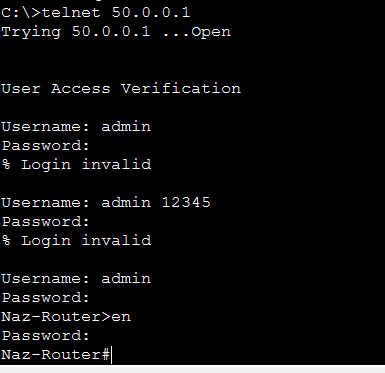 C:\>telnet 50.0.0.1
Trying 50.0.0.1 ...Open
User Access Verification
Username: admin
Password:
% Login invalid
Username: admin 12345
Password:
% Login invalid
Username: admin
Password:
Naz-Router>en
Password:
Naz-Router#